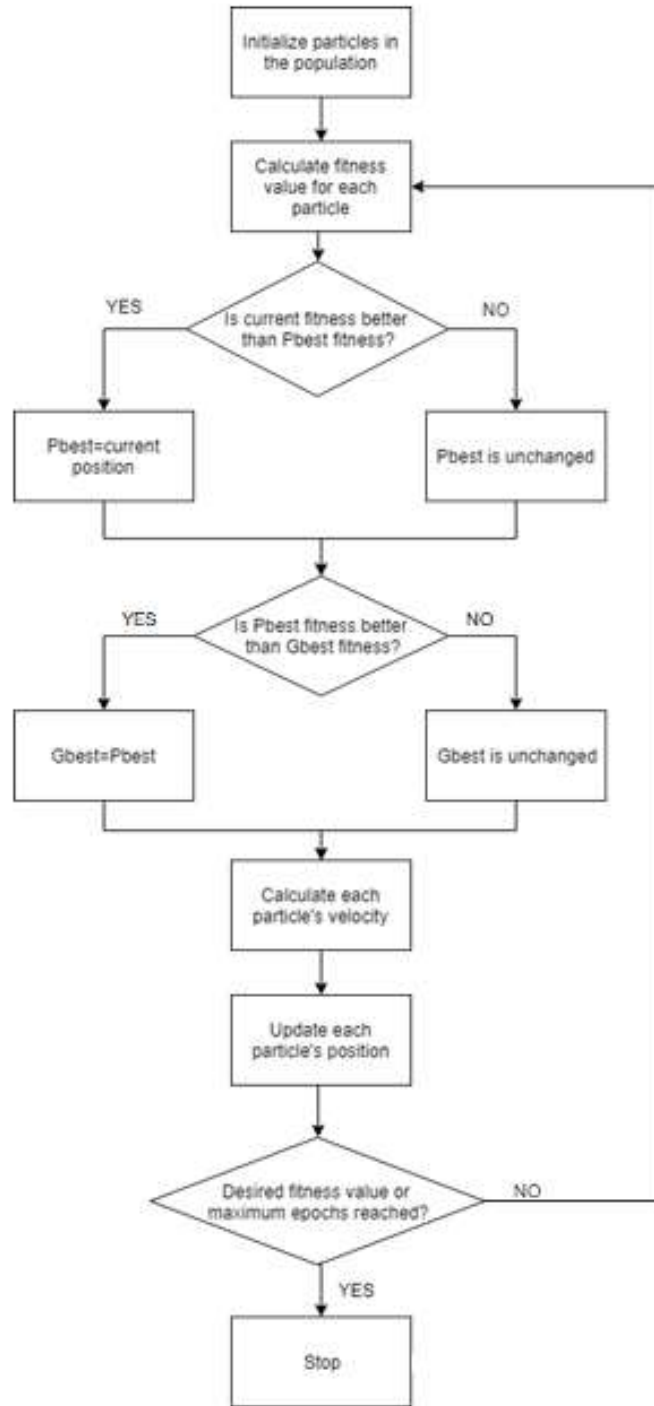 Initialize particles in
the population
Calculate fitness
value for each
particle
YES
Is current fitness better
than Pbest fitness?
NO
Pbest=current
position
Pbest is unchanged
YES
Is Pbest fitness better
than Gbest fitness?
NO
Gbest=Pbest
Gbest is unchanged
Calculate each
particle's velocity
Update each
particle's position
Desired fitness value or
maximum epochs reached?
NO
YES
Stop